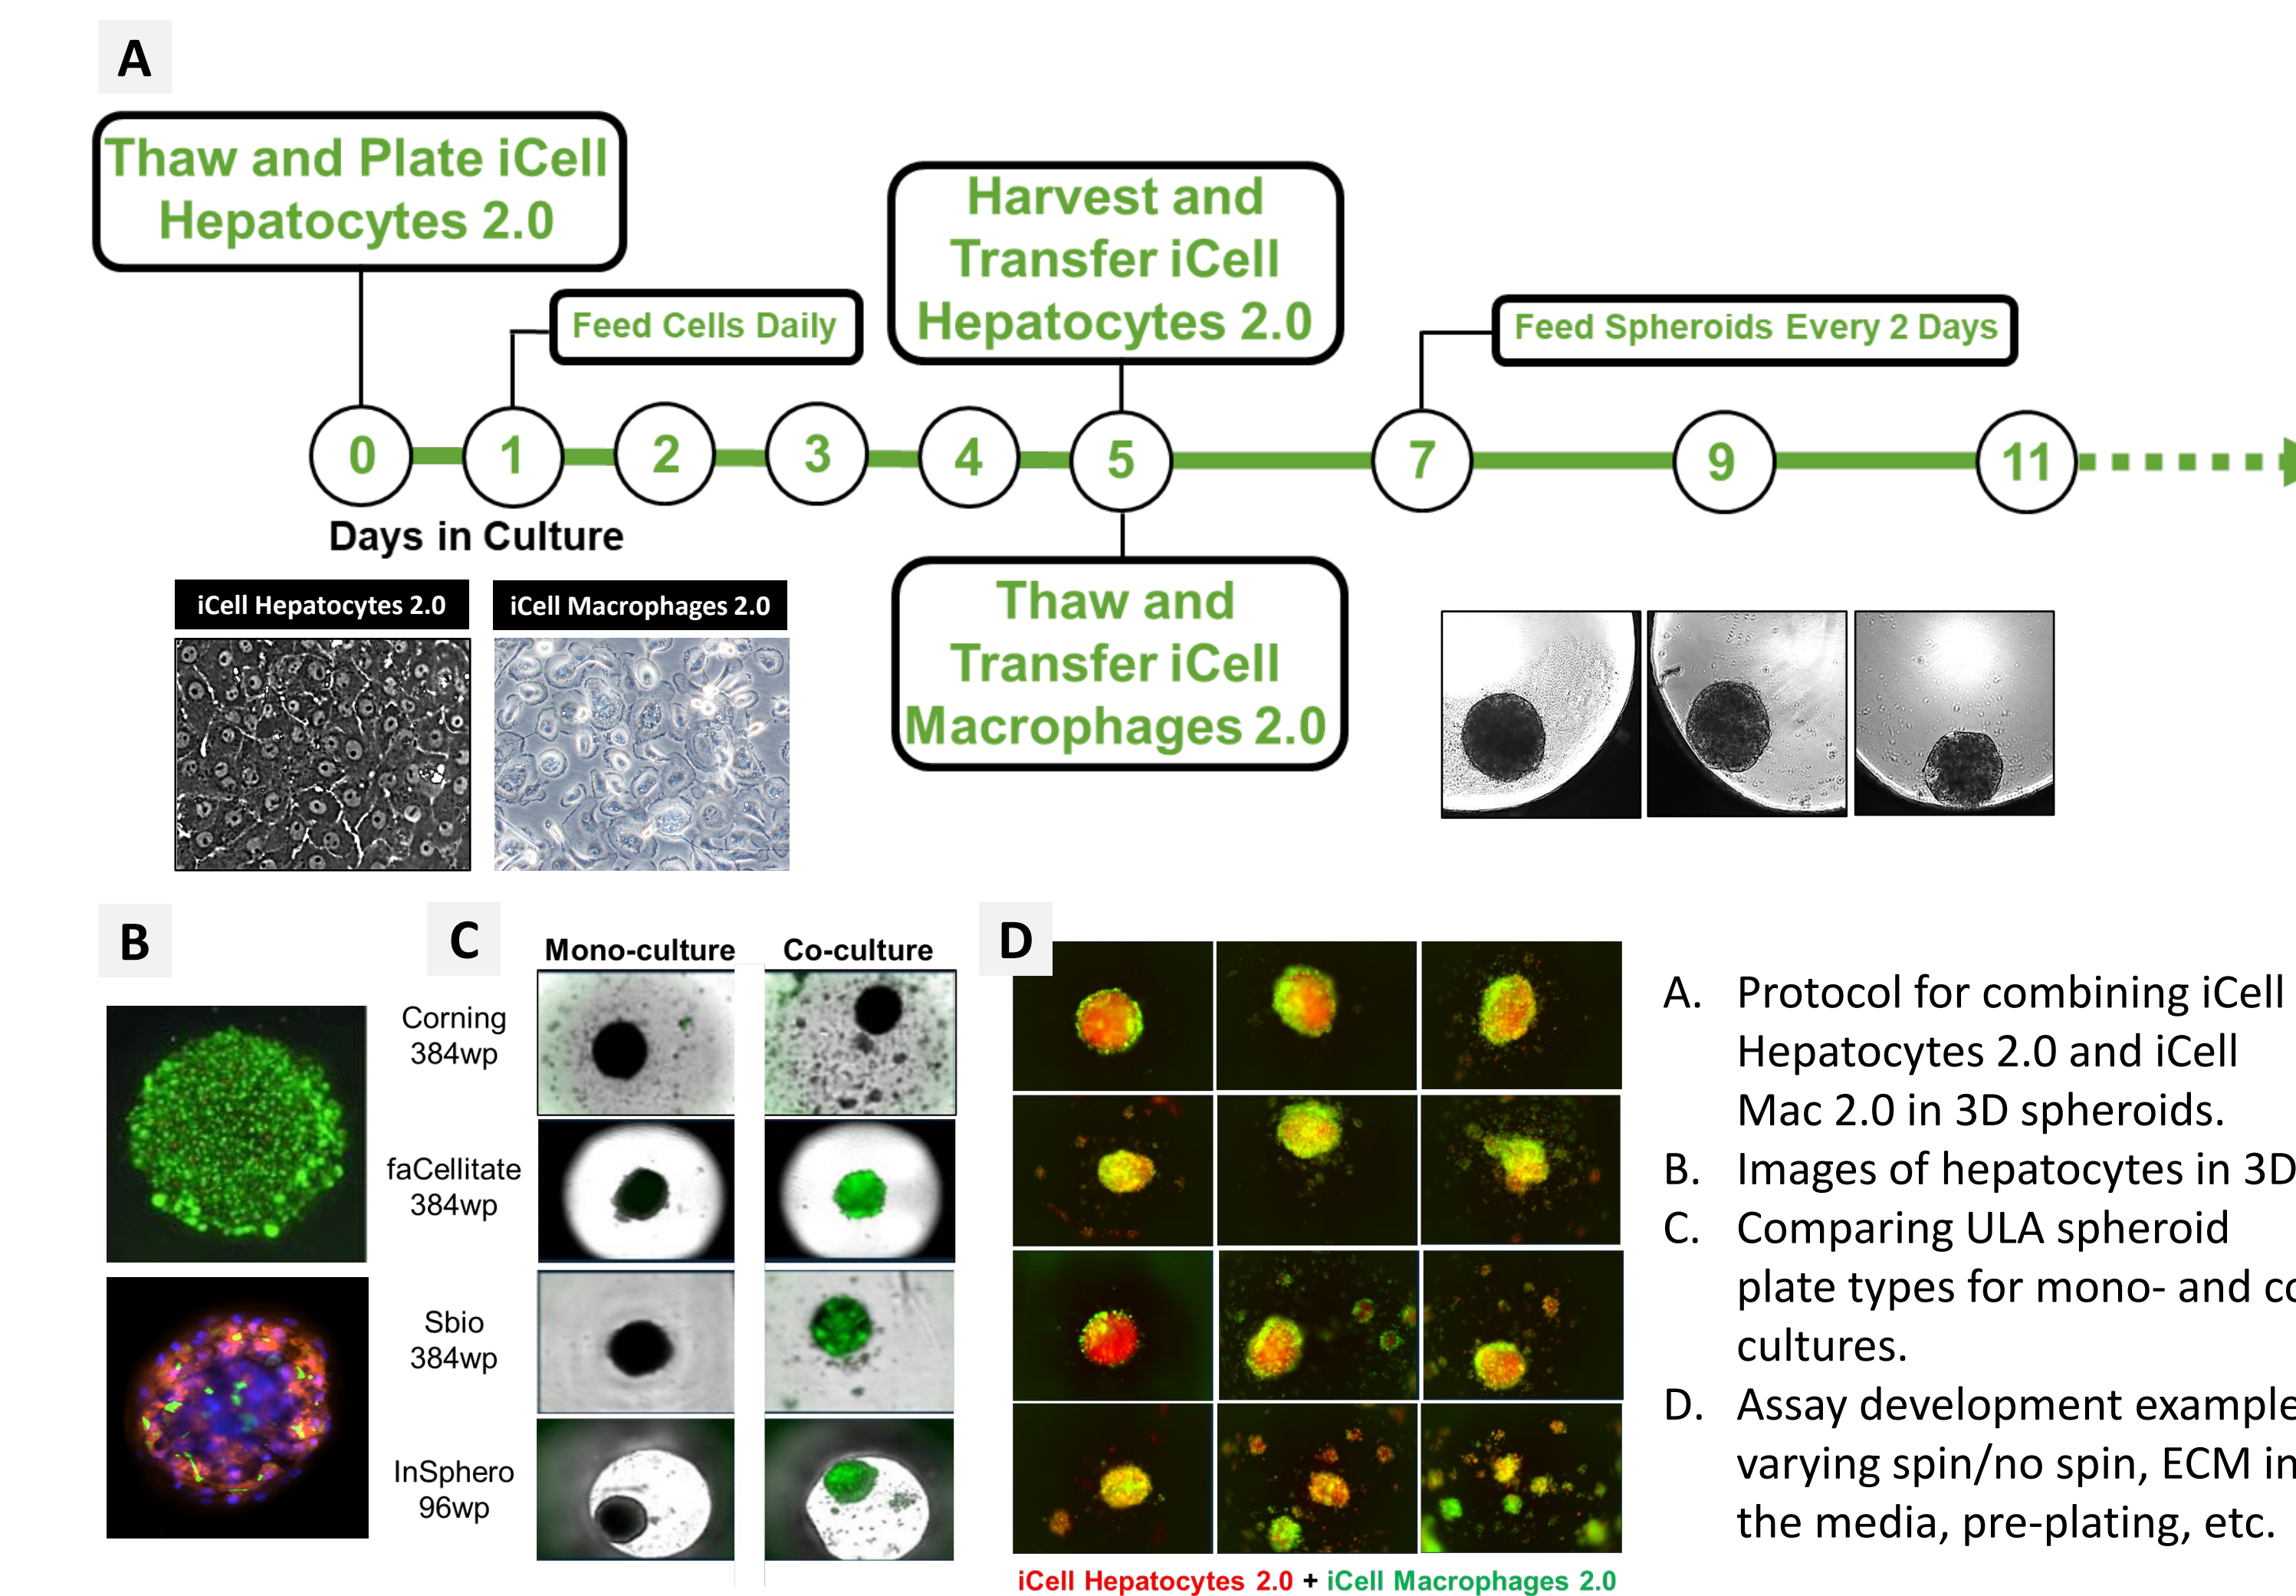 A
Thaw and Plate iCell
Hepatocytes 2.0
Feed Cells Daily
Harvest and
Transfer iCell
Hepatocytes 2.0
Feed Spheroids Every 2 Days
0 1 2 3 4 5 7 9 11
Days in Culture
Thaw and
Transfer iCell
Macrophages 2.0
iCell Hepatocytes 2.0
iCell Macrophages 2.0
B
C
Mono-culture
Co-culture
Corning
384wp
faCellitate
384wp
Sbio
384wp
InSphero
96wp
D
iCell Hepatocytes 2.0 + iCell Macrophages 2.0
A. Protocol for combining iCell
Hepatocytes 2.0 and iCell
Mac 2.0 in 3D spheroids.
B. Images of hepatocytes in 3D
C. Comparing ULA spheroid
plate types for mono- and co
cultures.
D. Assay development example
varying spin/no spin, ECM in
the media, pre-plating, etc.